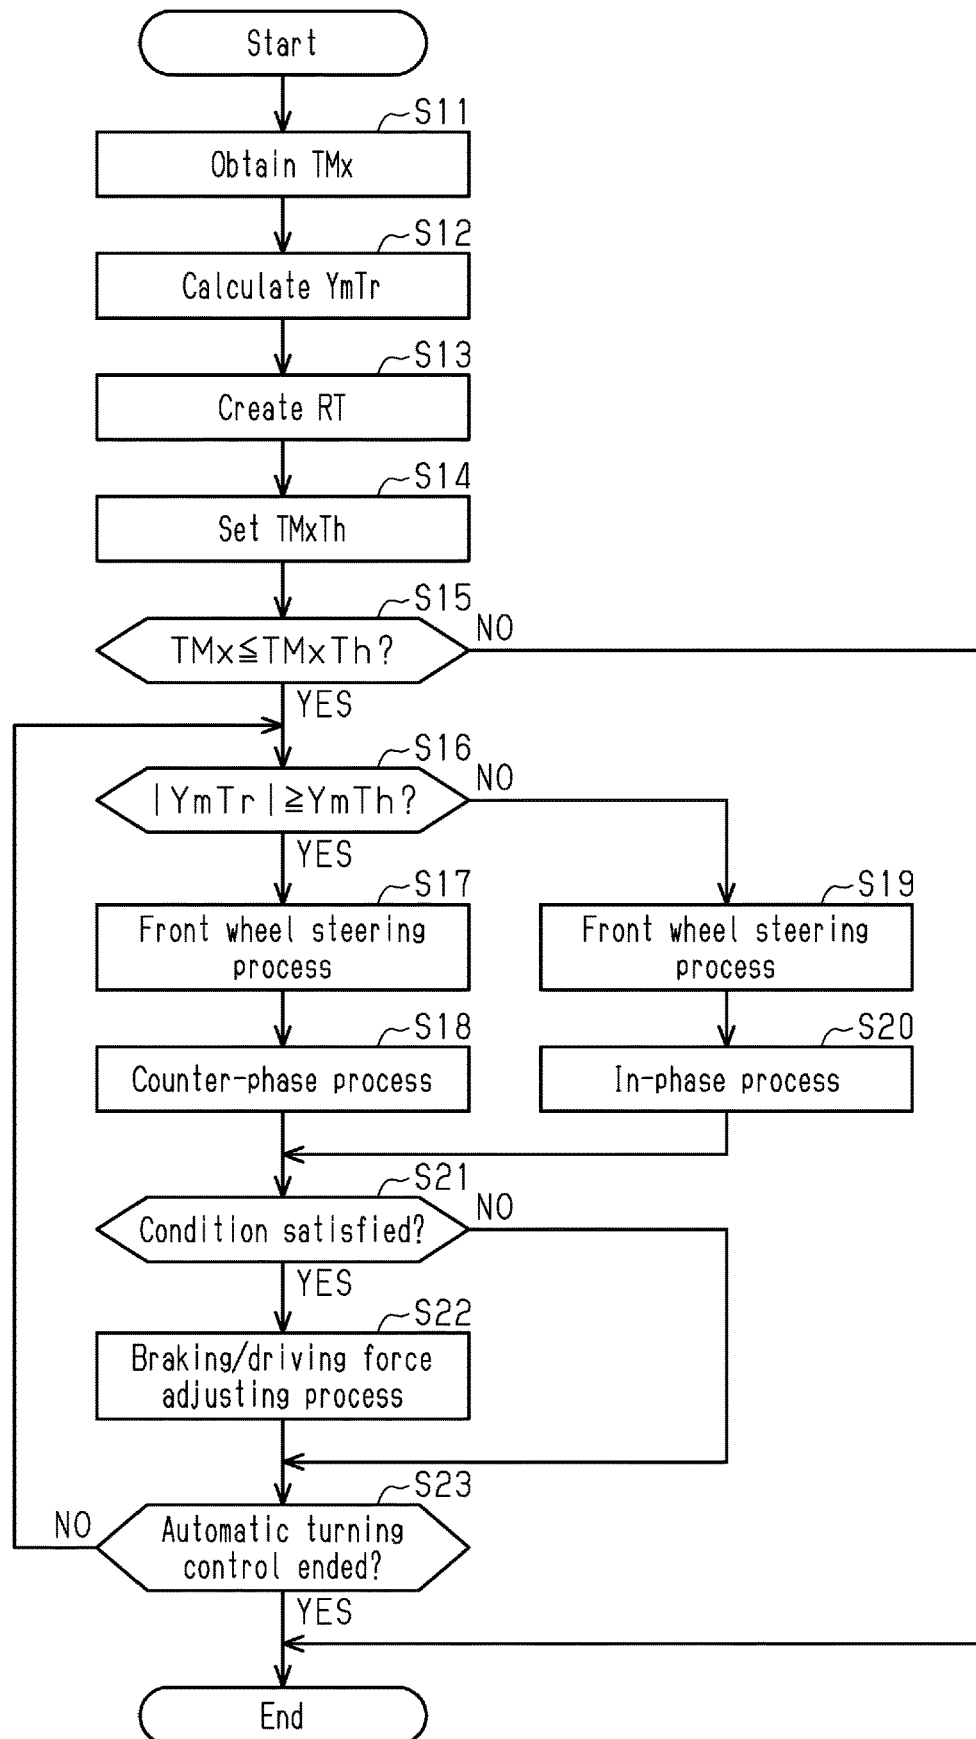 Start
S11
Obtain TMx
S12
Calculate YmTr
S13
Create RT
S14
Set TMxTh
S15
TMx≦TMxTh?
NO
YES
S16
|YmTr|≧YmTh?
NO
YES
S17
Front wheel steering
process
S19
Front wheel steering
process
S18
Counter-phase process
S20
In-phase process
S21
Condition satisfied?
NO
YES
S22
Braking/driving force
adjusting process
S23
Automatic turning
control ended?
NO
YES
End